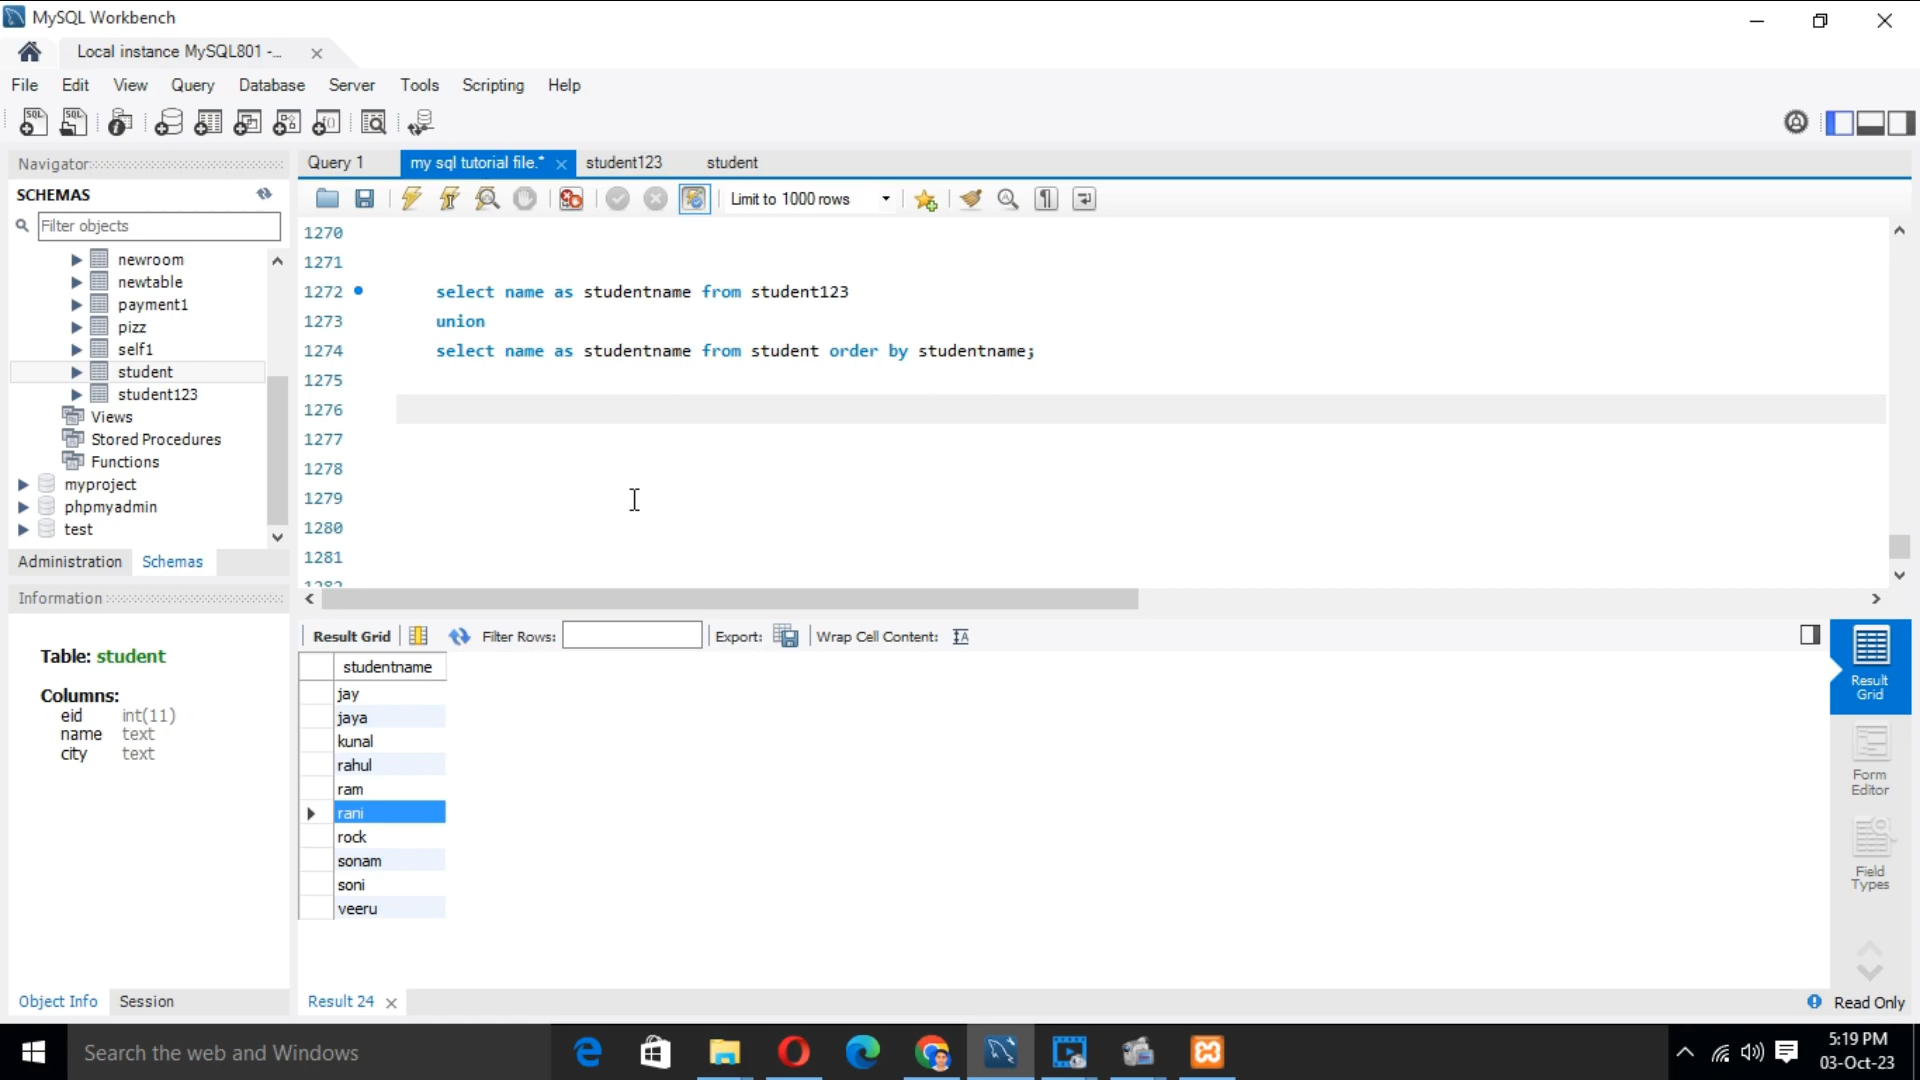 MySQL Workbench
Local instance MySQL801 -...
File Edit View Query Database Server Tools Scripting Help
Navigator
Query 1 my sql tutorial file.* student123 student
SCHEMAS
Limit to 1000 rows
Filter objects
newroom
newtable
payment1
pizz
self1
student
student123
Views
Stored Procedures
Functions
myproject
phpmyadmin
test
Administration Schemas
1270
1271
1272 select name as studentname from student123
1273 union
1274 select name as studentname from student order by studentname;
1275
1276
1277
1278
1279
1280
1281
1282
Information
Table: student
Columns:
eid int(11)
name text
city text
Object Info Session
Result Grid Filter Rows: Export: Wrap Cell Content:
studentname
jay
jaya
kunal
rahul
ram
rani
rock
sonam
soni
veeru
Result Grid
Form Editor
Field Types
Result 24
Read Only
Search the web and Windows
5:19 PM
03-Oct-23